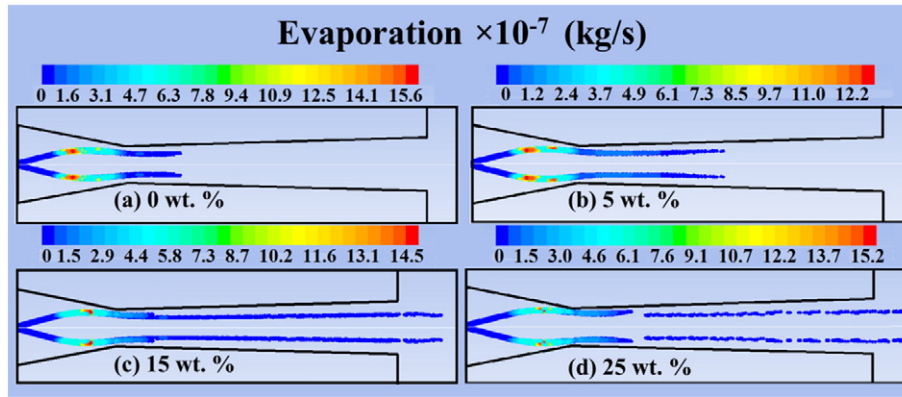 Evaporation ×10⁻⁷ (kg/s)
0 1.6 3.1 4.7 6.3 7.8 9.4 10.9 12.5 14.1 15.6
0 1.2 2.4 3.7 4.9 6.1 7.3 8.5 9.7 11.0 12.2
(a) 0 wt. %
(b) 5 wt. %
0 1.5 2.9 4.4 5.8 7.3 8.7 10.2 11.6 13.1 14.5
0 1.5 3.0 4.6 6.1 7.6 9.1 10.7 12.2 13.7 15.2
(c) 15 wt. %
(d) 25 wt. %